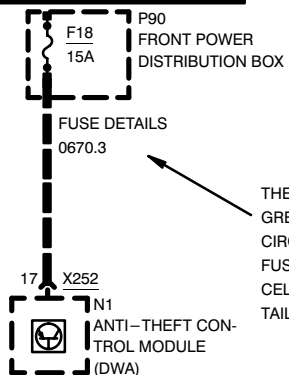 P90
F18
FRONT POWER
15A
DISTRIBUTION BOX
FUSE DETAILS
0670.3
THE
GRE
CIRC
FUS
CEL
TAIL
17 X252
N1
ANTI-THEFT CON-
TROL MODULE
(DWA)